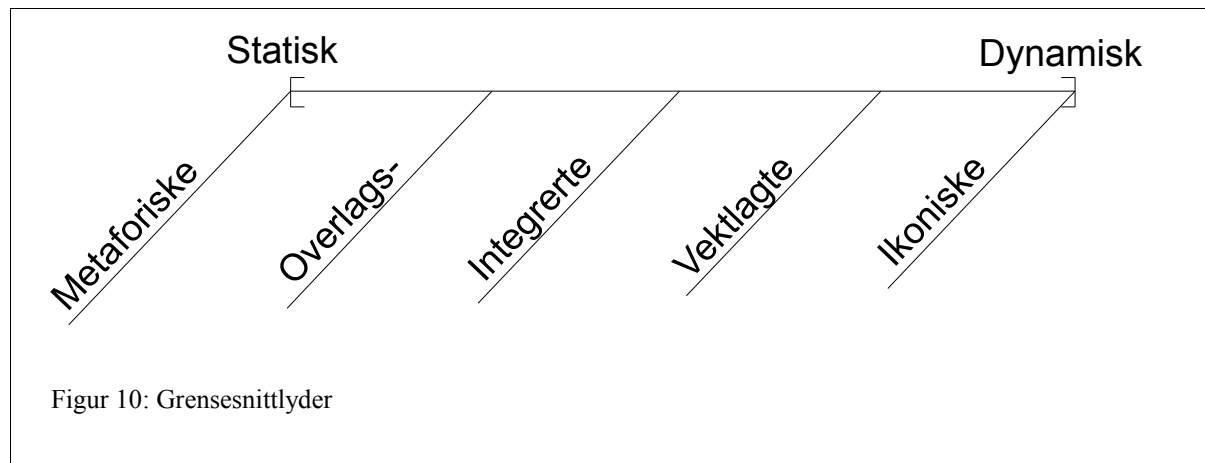 Statisk
Dynamisk
Metaforiske
Overlags-
Integrerte
Vektlagte
Ikoniske
Figur 10: Grensesnittlyder